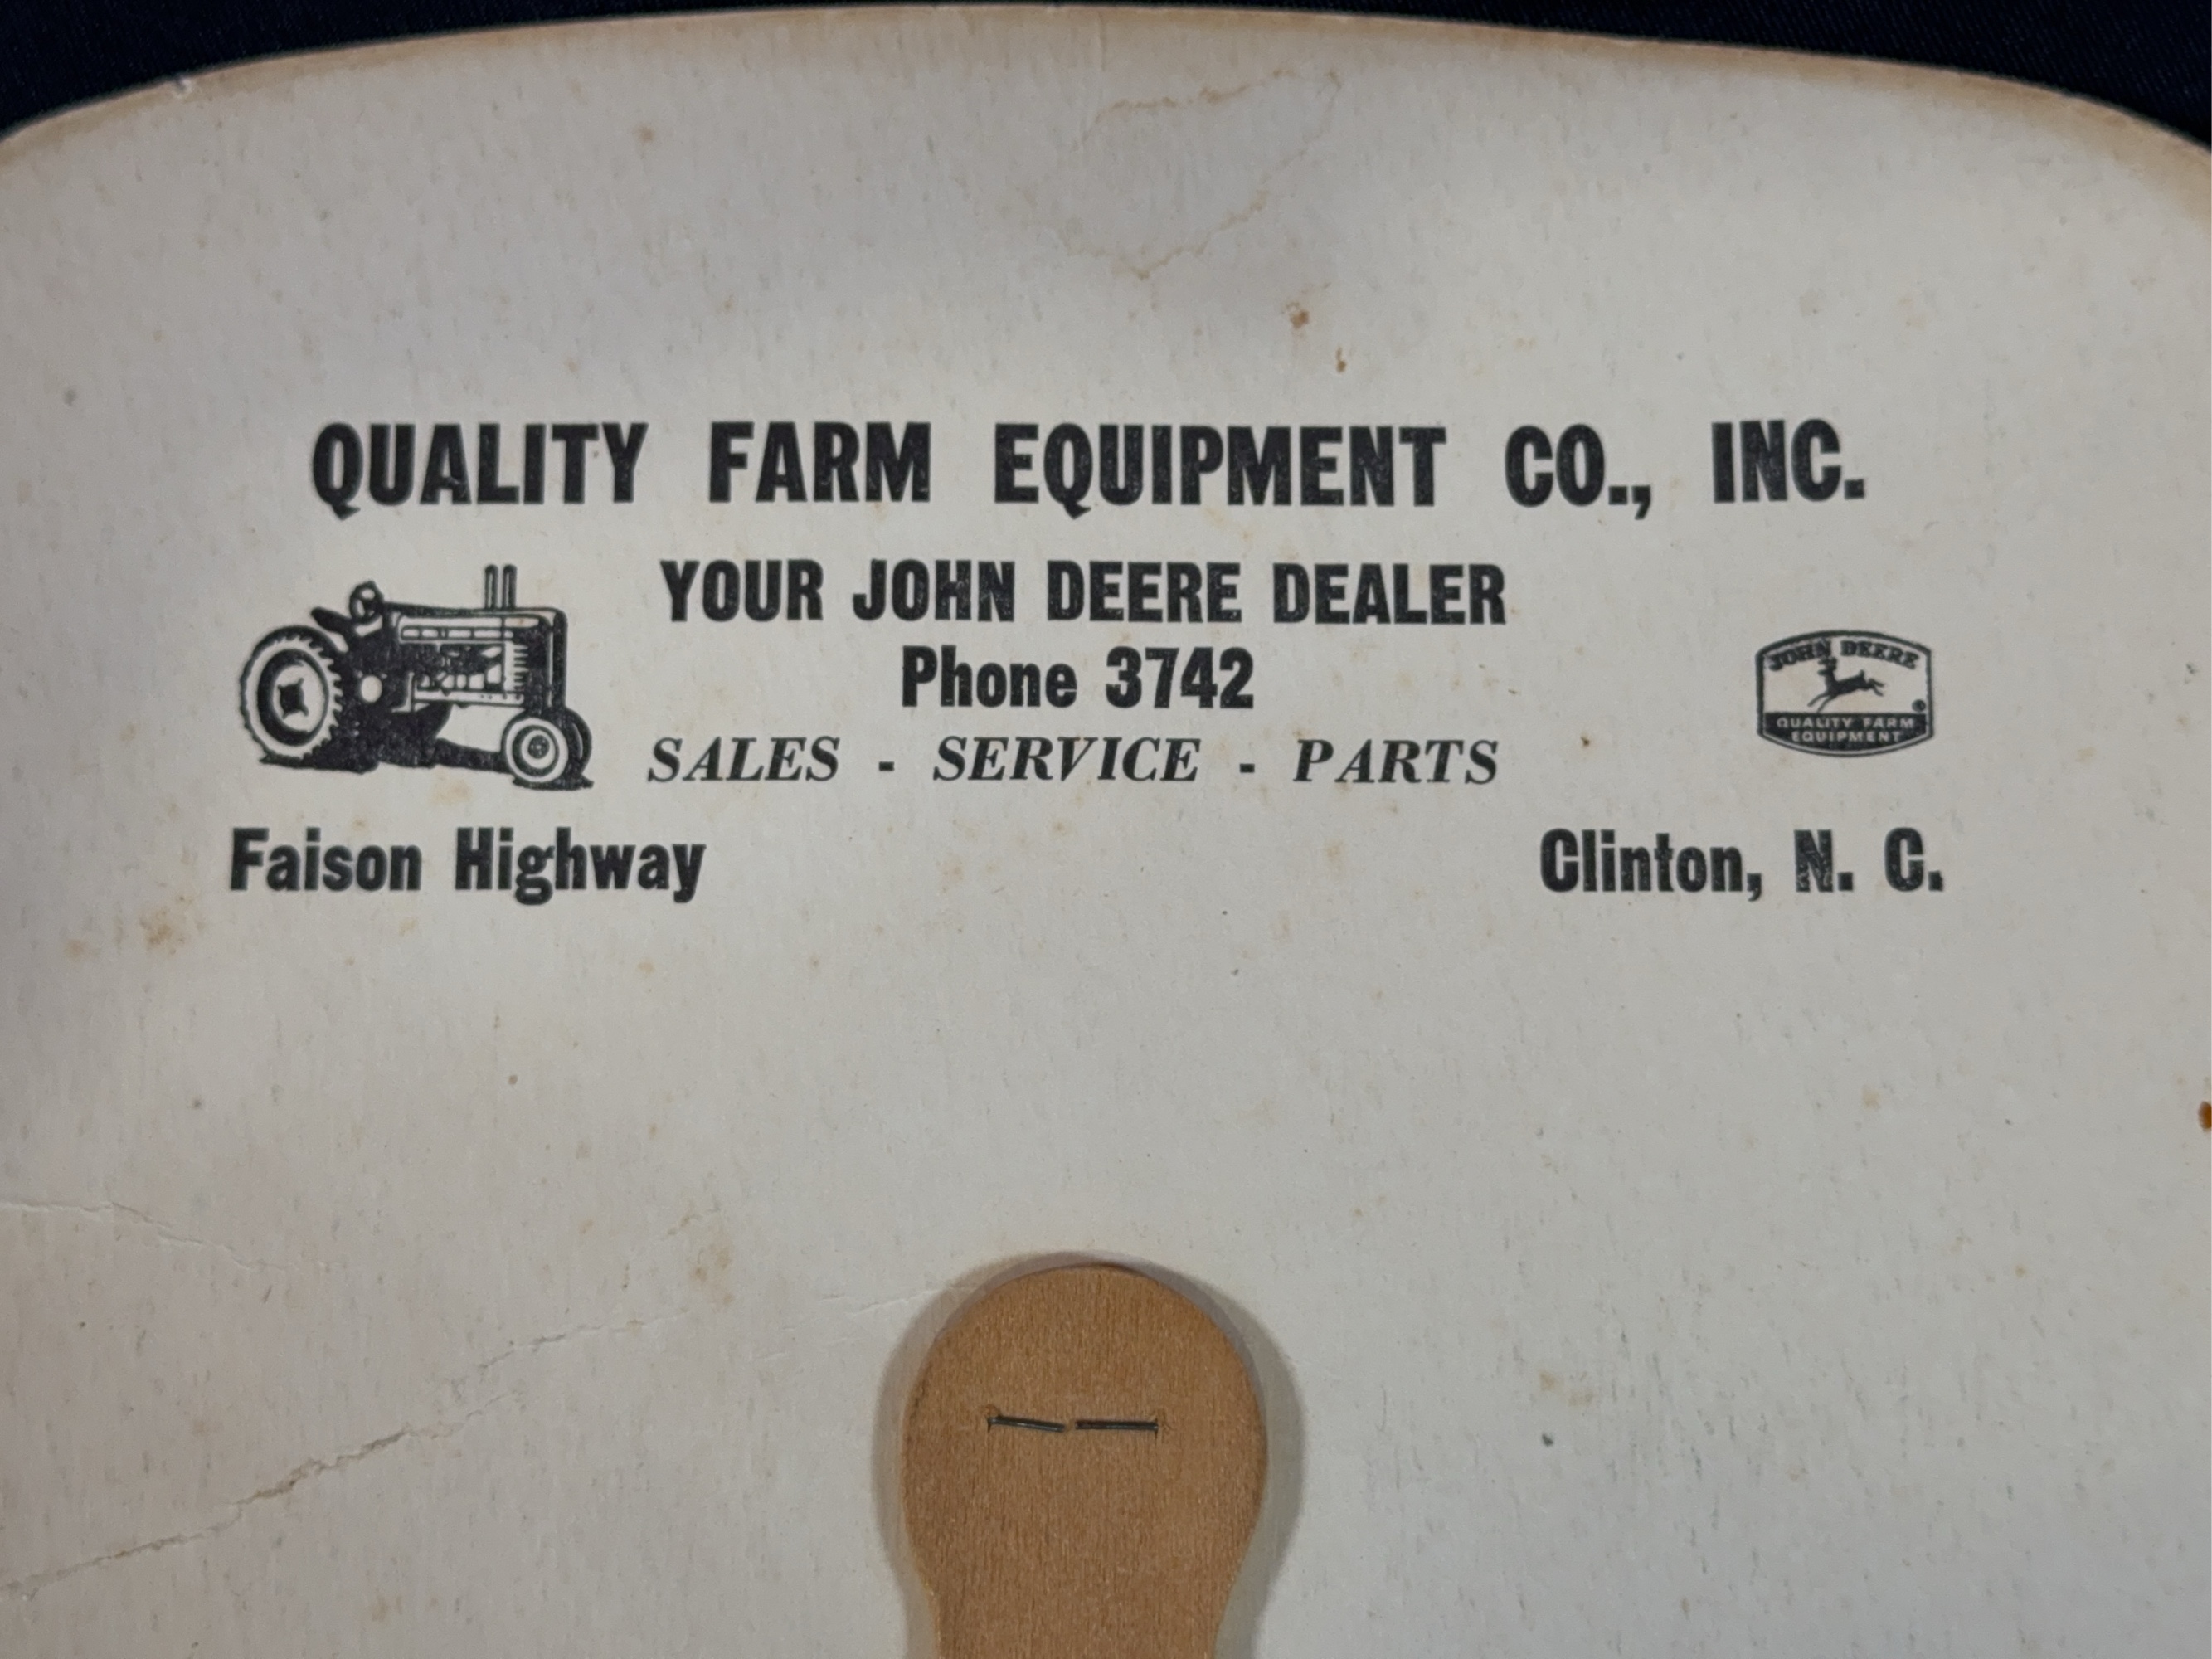 QUALITY FARM EQUIPMENT CO., INC.
YOUR JOHN DEERE DEALER
Phone 3742
SALES - SERVICE - PARTS
JOHN DEERE
®
QUALITY FARM
EQUIPMENT
Faison Highway
Clinton, N. C.